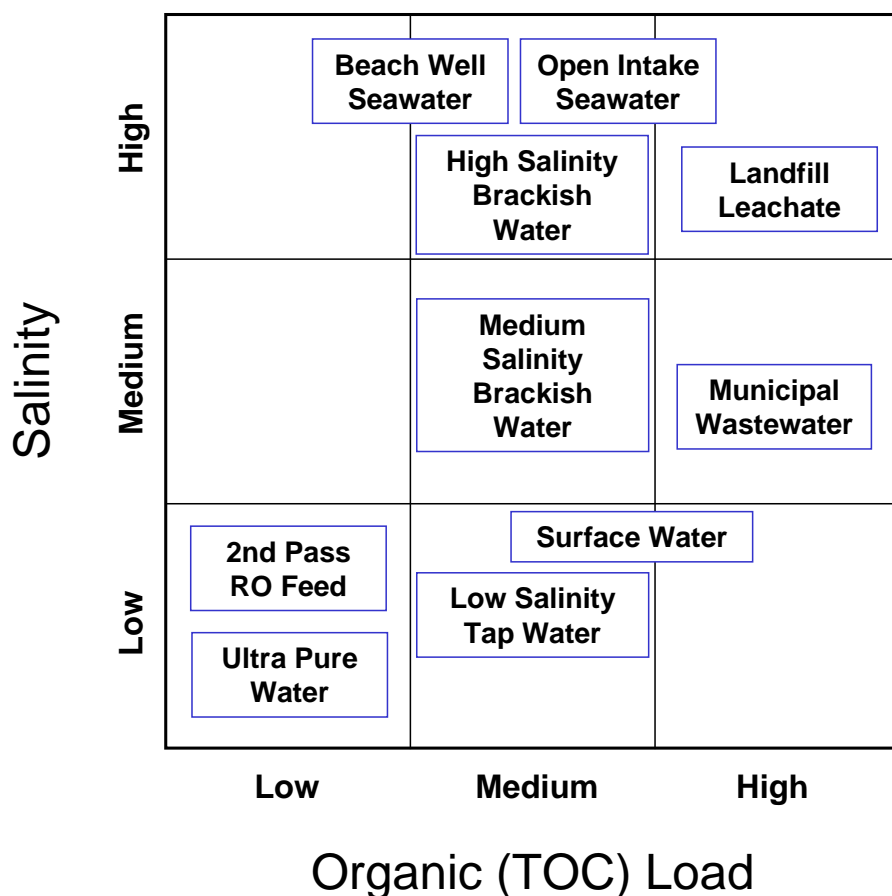 Salinity
High
Medium
Low
Beach Well
Seawater
Open Intake
Seawater
High Salinity
Brackish
Water
Landfill
Leachate
Medium
Salinity
Brackish
Water
Municipal
Wastewater
2nd Pass
RO Feed
Surface Water
Low Salinity
Tap Water
Ultra Pure
Water
Low
Medium
High
Organic (TOC) Load